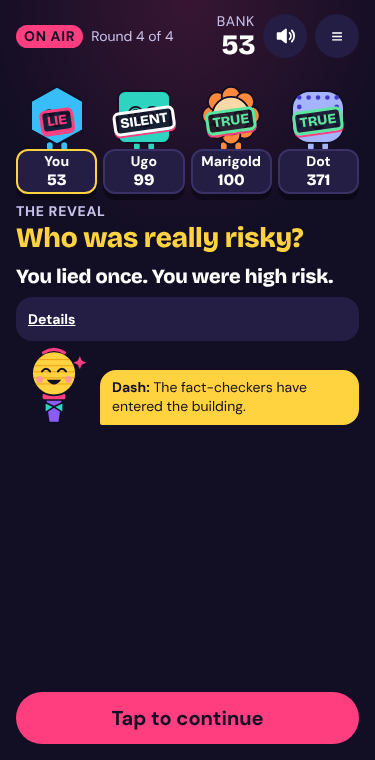 ON AIR
Round 4 of 4
BANK
53
LIE
SILENT
TRUE
TRUE
You
53
Ugo
99
Marigold
100
Dot
371
THE REVEAL
Who was really risky?
You lied once. You were high risk.
Details
Dash: The fact-checkers have
entered the building.
Tap to continue